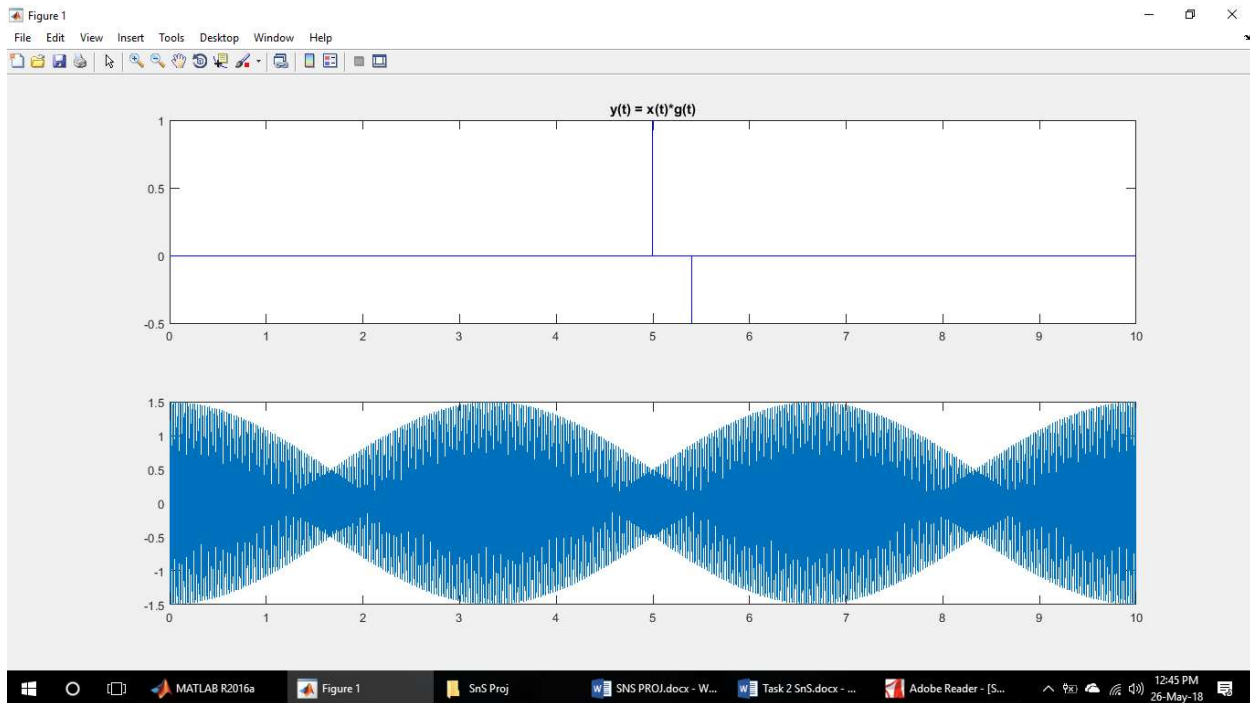 Figure 1
File Edit View Insert Tools Desktop Window Help
y(t) = x(t)*g(t)
1
0.5
0
-0.5
0 1 2 3 4 5 6 7 8 9 10
1.5
1
0.5
0
-0.5
-1
-1.5
0 1 2 3 4 5 6 7 8 9 10
MATLAB R2016a Figure 1 SnS Proj SNS PROJ.docx - W... Task 2 SnS.docx - ... Adobe Reader - [S... 12:45 PM
26-May-18